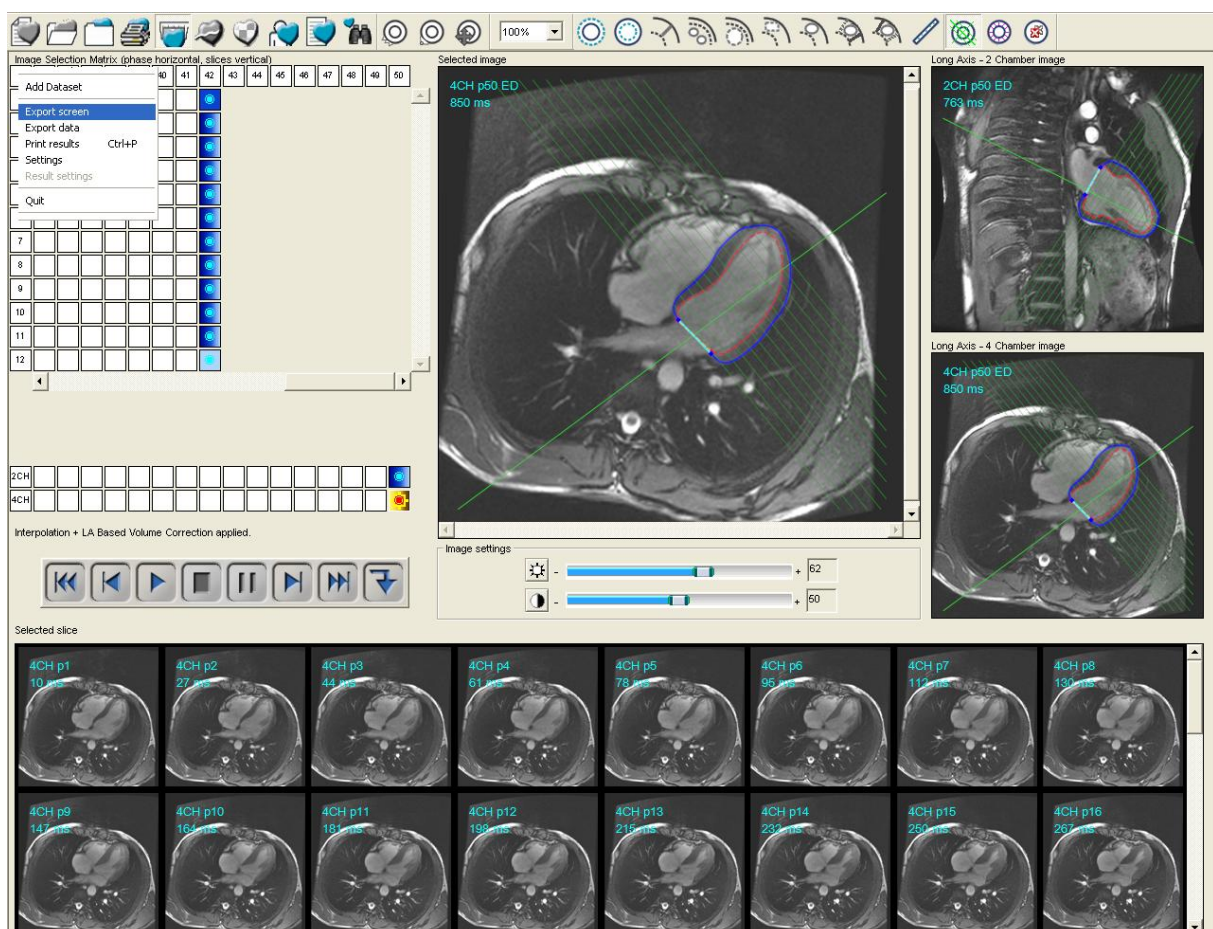 100%
Image Selection Matrix (phase horizontal, slices vertical)
40 41 42 43 44 45 46 47 48 49 50
Add Dataset
Export screen
Export data
Print results Ctrl+P
Settings
Result settings
Quit
7
8
9
10
11
12
2CH
4CH
Interpolation + LA Based Volume Correction applied.
Selected image
4CH p50 ED
850 ms
Image settings
- + 62
- + 50
Long Axis - 2 Chamber image
2CH p50 ED
763 ms
Long Axis - 4 Chamber image
4CH p50 ED
850 ms
Selected slice
4CH p1 4CH p2 4CH p3 4CH p4 4CH p5 4CH p6 4CH p7 4CH p8
10 ms 27 ms 44 ms 61 ms 78 ms 95 ms 112 ms 130 ms
4CH p9 4CH p10 4CH p11 4CH p12 4CH p13 4CH p14 4CH p15 4CH p16
147 ms 164 ms 181 ms 198 ms 215 ms 232 ms 250 ms 267 ms